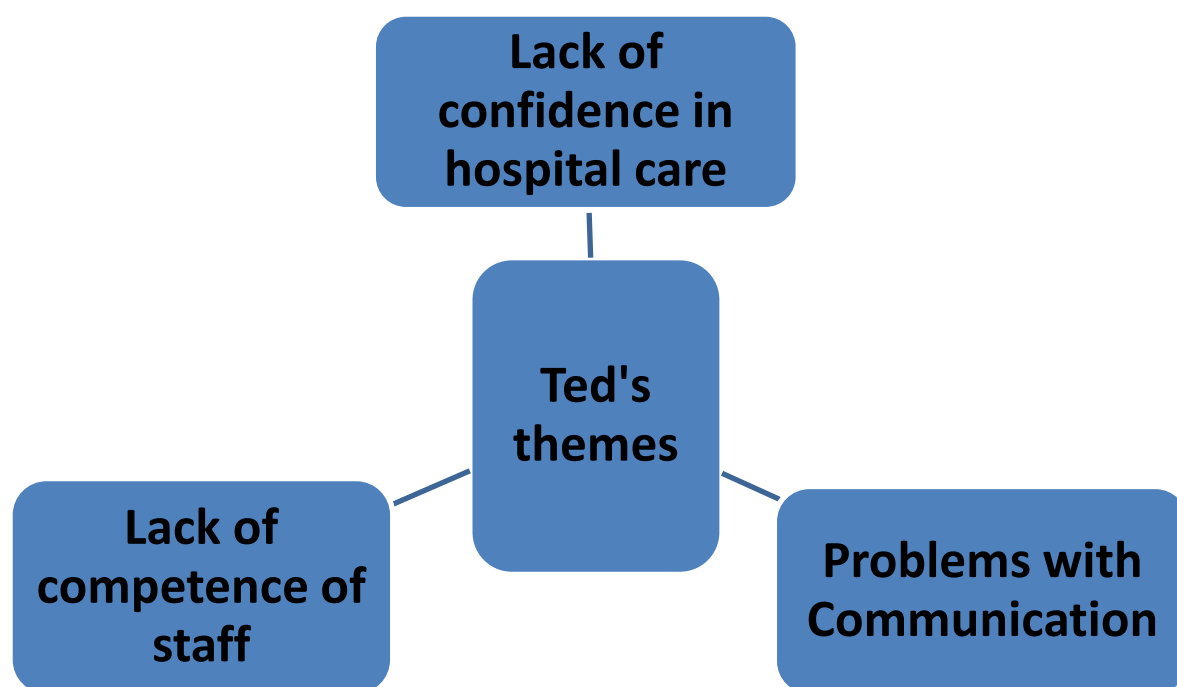 Lack of
confidence in
hospital care
Ted's
themes
Lack of
competence of
staff
Problems with
Communication